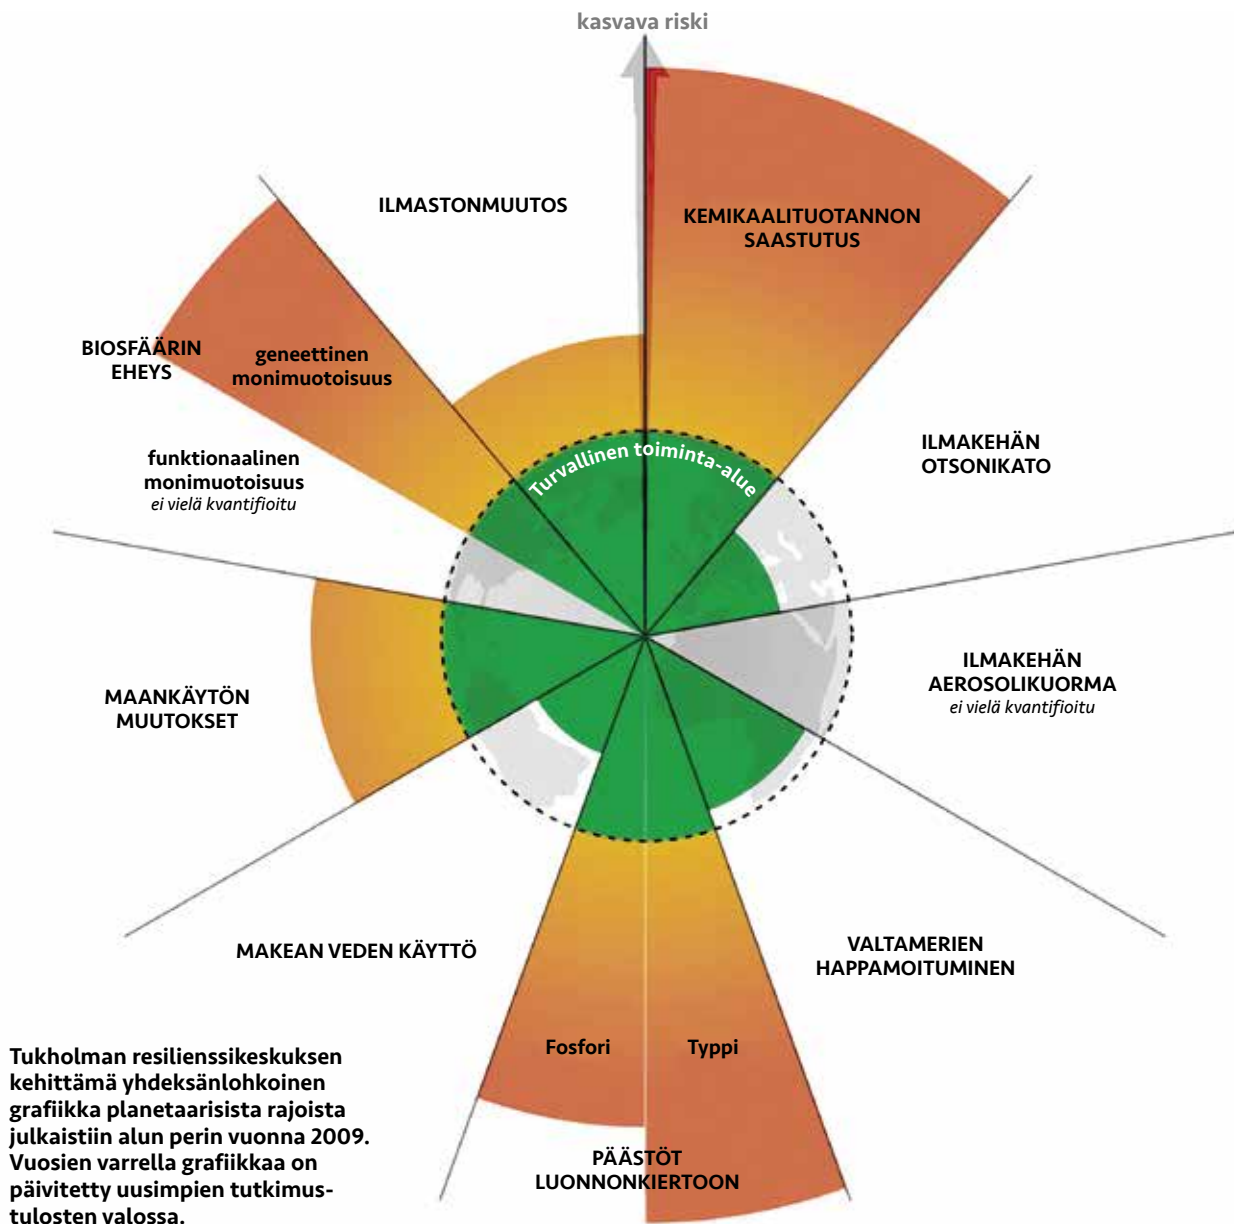 kasvava riski
ILMASTONMUUTOS
KEMIKAALITUOTANNON
SAASTUTUS
BIOSFÄÄRIN
EHEYS
geneettinen
monimuotoisuus
funktionaalinen
monimuotoisuus
ei vielä kvantifioitu
Turvallinen toiminta-alue
ILMAKEHÄN
OTSONIKATO
ILMAKEHÄN
AEROSOLIKUORMA
ei vielä kvantifioitu
MAANKÄYTÖN
MUUTOKSET
MAKEAN VEDEN KÄYTTÖ
VALTAMERIEN
HAPPAMOITUMINEN
Fosfori
Typpi
PÄÄSTÖT
LUONNONKIERTOON
Tukholman resilienssikeskuksen
kehittämä yhdeksänlohkoinen
grafiikka planetaarisista rajoista
julkaistiin alun perin vuonna 2009.
Vuosien varrella grafiikkaa on
päivitetty uusimpien tutkimus-
tulosten valossa.